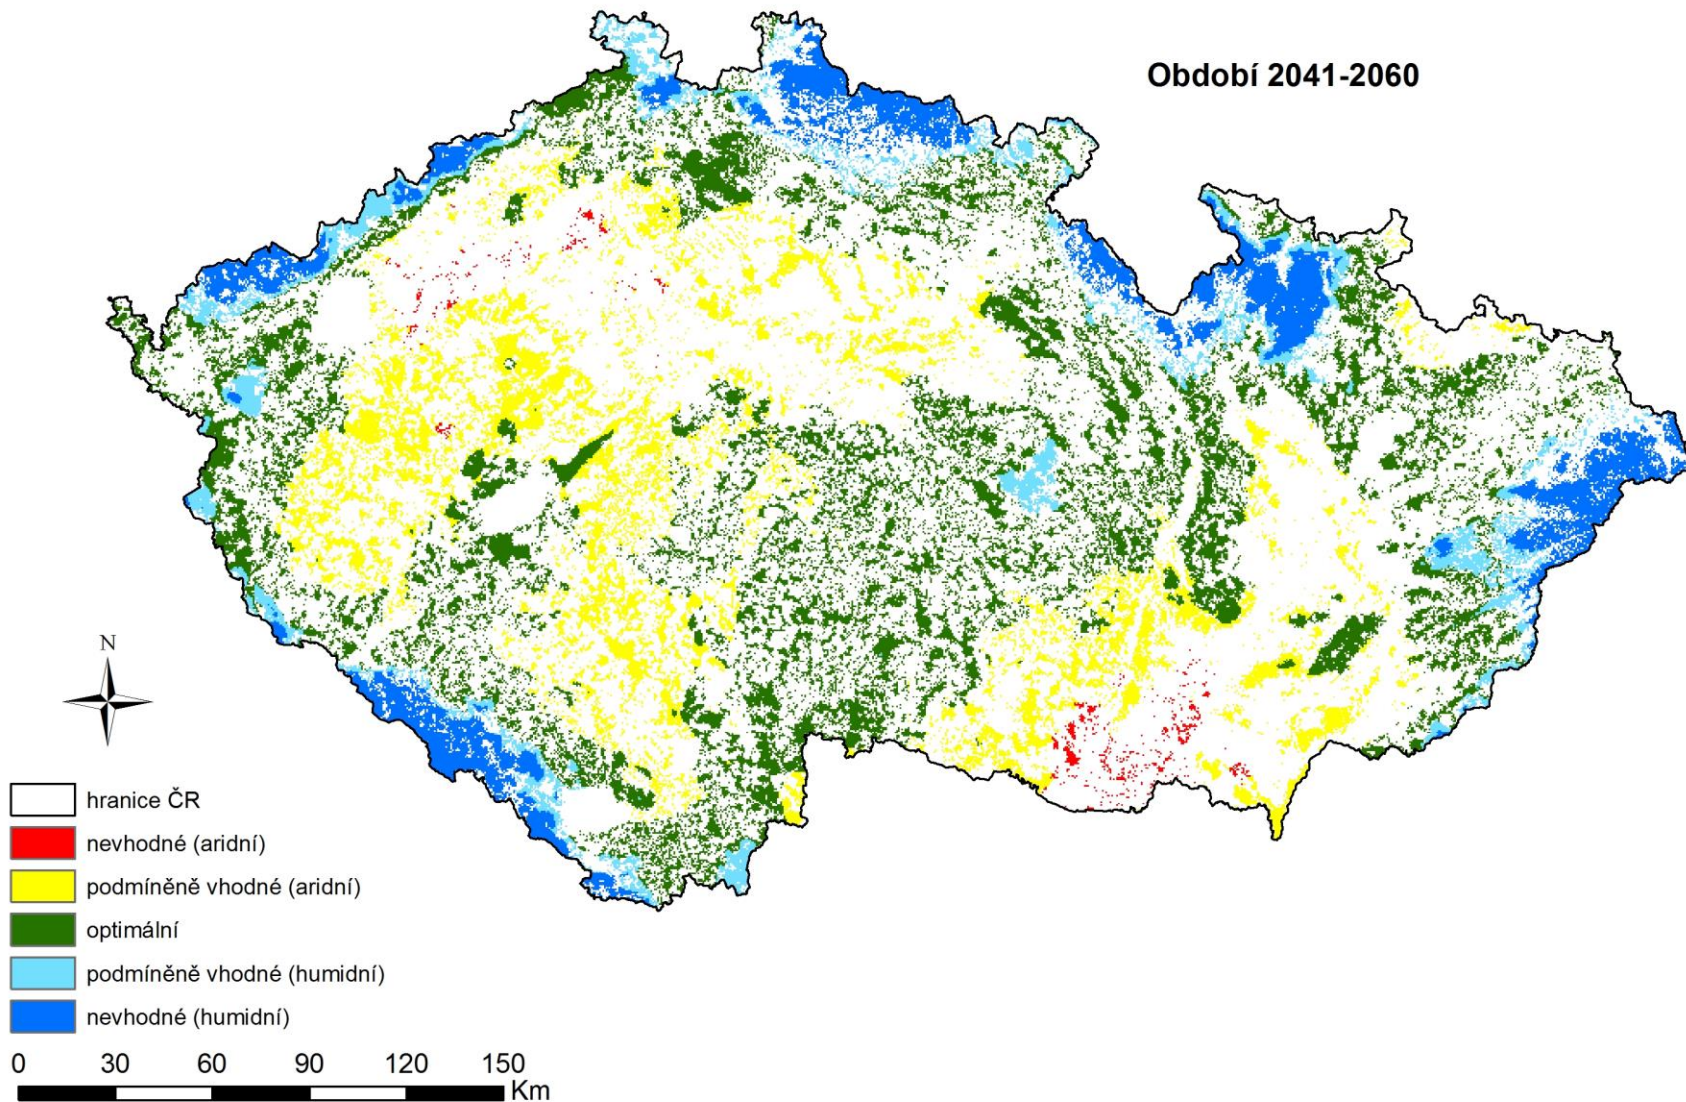 Období 2041-2060
N
hranice ČR
nevhodné (aridní)
podmíněně vhodné (aridní)
optimální
podmíněně vhodné (humidní)
nevhodné (humidní)
0 30 60 90 120 150
Km